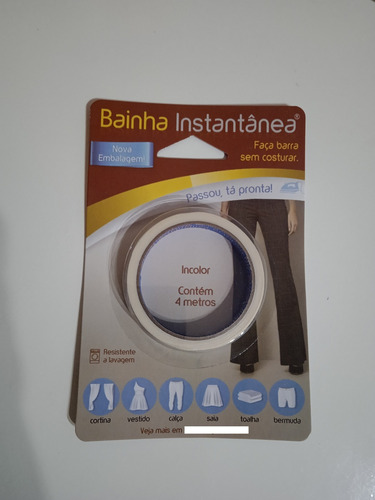 Bainha Instantânea®
Nova
Embalagem!
Faça barra
sem costurar.
Passou, tá pronta!
Incolor
Contém
4 metros
Resistente
a lavagem
cortina vestido calça saia toalha bermuda
Veja mais em